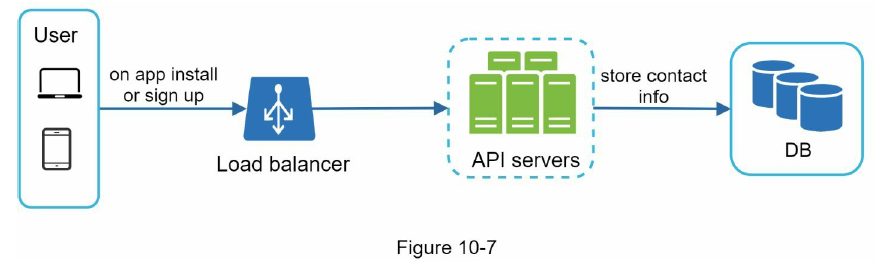 User
on app install
or sign up
Load balancer
API servers
store contact
info
DB
Figure 10-7